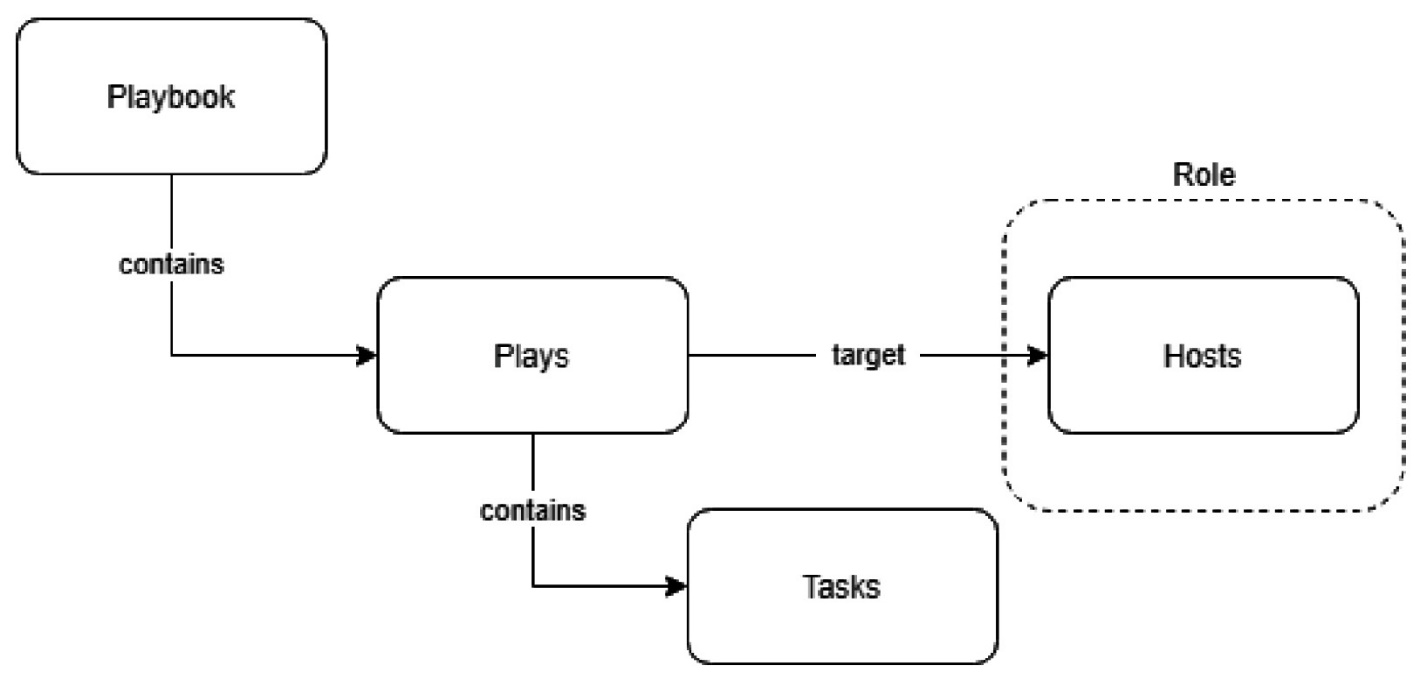 Playbook
Role
contains
Plays
target
Hosts
contains
Tasks